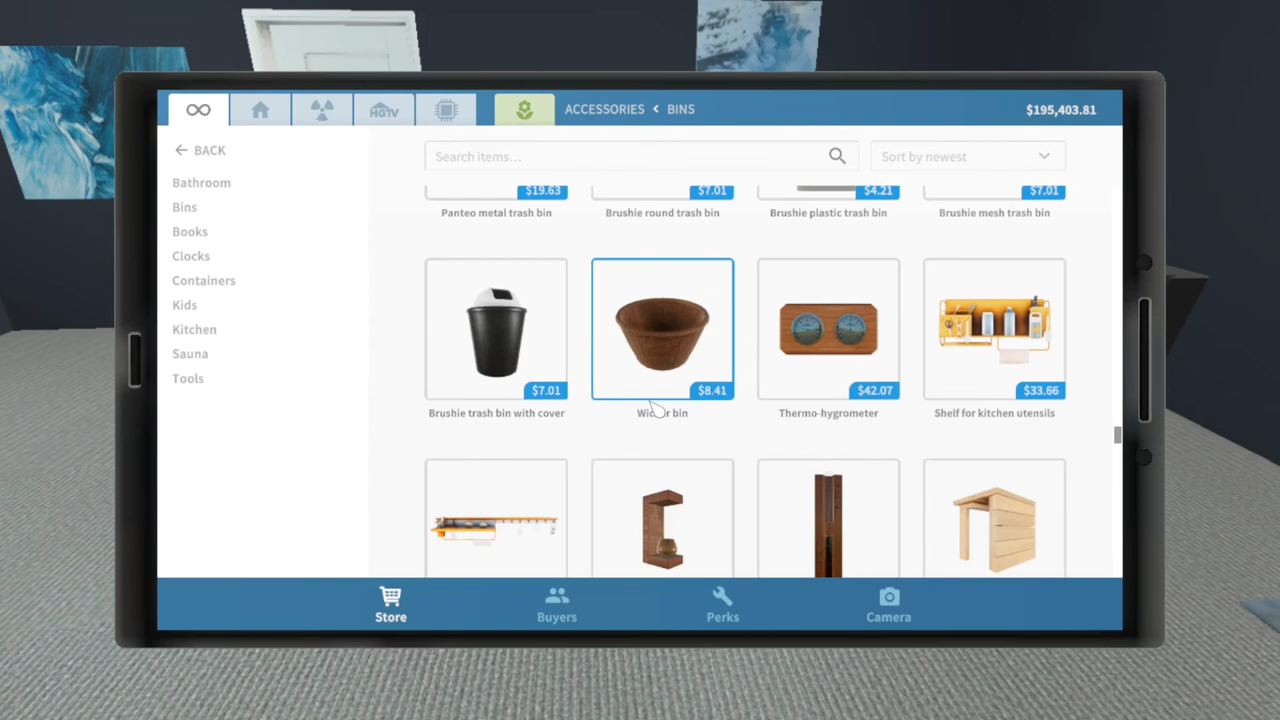 HGTV
ACCESSORIES < BINS
$195,403.81
BACK
Search items...
Sort by newest
Bathroom
Bins
Books
Clocks
Containers
Kids
Kitchen
Sauna
Tools
$19.63
$7.01
$4.21
$7.01
Panteo metal trash bin
Brushie round trash bin
Brushie plastic trash bin
Brushie mesh trash bin
$7.01
$8.41
$42.07
$33.66
Brushie trash bin with cover
Wicker bin
Thermo-hygrometer
Shelf for kitchen utensils
Store
Buyers
Perks
Camera